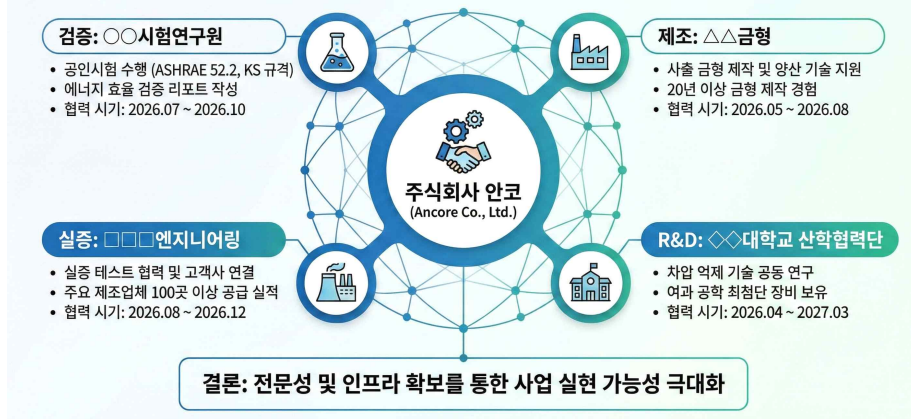 검증: ○○시험연구원
• 공인시험 수행 (ASHRAE 52.2, KS 규격)
• 에너지 효율 검증 리포트 작성
• 협력 시기: 2026.07 ~ 2026.10
제조: △△금형
• 사출 금형 제작 및 양산 기술 지원
• 20년 이상 금형 제작 경험
• 협력 시기: 2026.05 ~ 2026.08
주식회사 안코
(Ancore Co., Ltd.)
실증: □□□엔지니어링
• 실증 테스트 협력 및 고객사 연결
• 주요 제조업체 100곳 이상 공급 실적
• 협력 시기: 2026.08 ~ 2026.12
R&D: ◇◇대학교 산학협력단
• 차압 억제 기술 공동 연구
• 여과 공학 최첨단 장비 보유
• 협력 시기: 2026.04 ~ 2027.03
결론: 전문성 및 인프라 확보를 통한 사업 실현 가능성 극대화